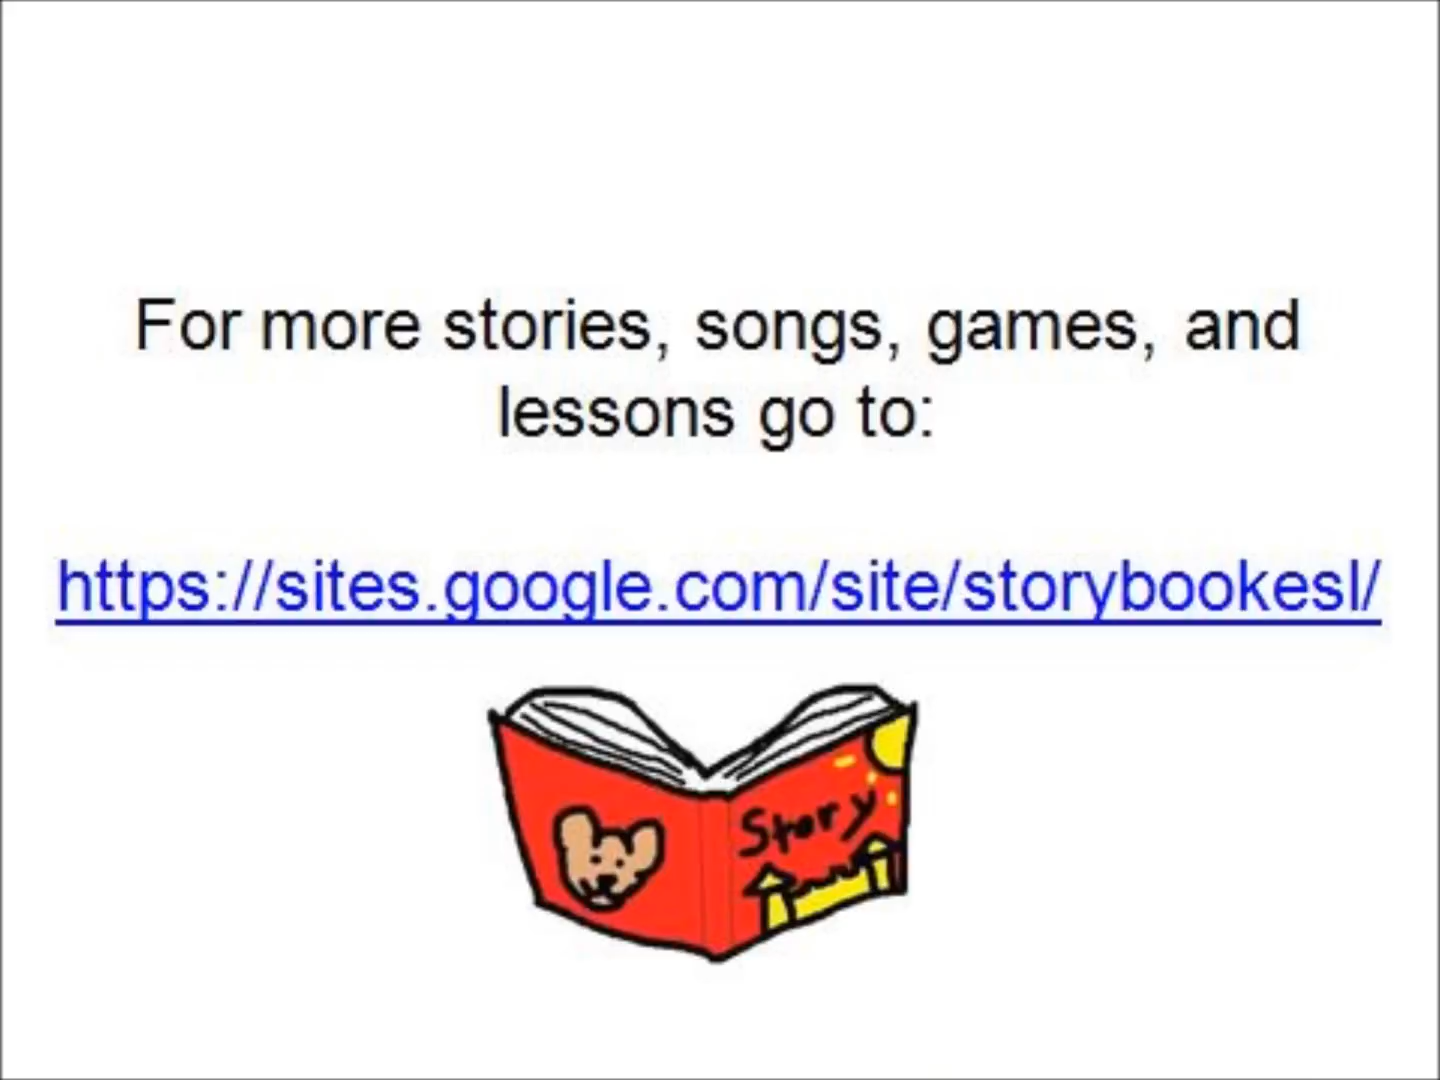 For more stories, songs, games, and
lessons go to:
https://sites.google.com/site/storybookesl/
Story